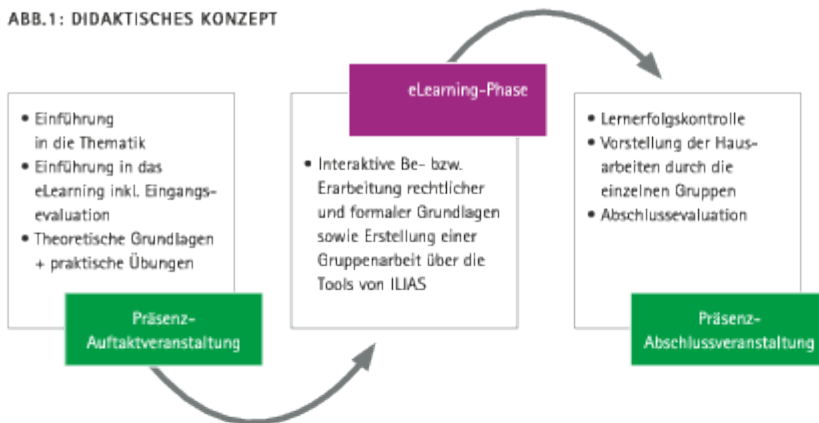 ABB.1: DIDAKTISCHES KONZEPT
• Einführung
in die Thematik
• Einführung in das
eLearning inkl. Eingangs-
evaluation
• Theoretische Grundlagen
+ praktische Übungen
Präsenz-
Auftaktveranstaltung
eLearning-Phase
• Interaktive Be- bzw.
Erarbeitung rechtlicher
und formaler Grundlagen
sowie Erstellung einer
Gruppenarbeit über die
Tools von ILIAS
• Lernerfolgskontrolle
• Vorstellung der Haus-
arbeiten durch die
einzelnen Gruppen
• Abschlussevaluation
Präsenz-
Abschlussveranstaltung